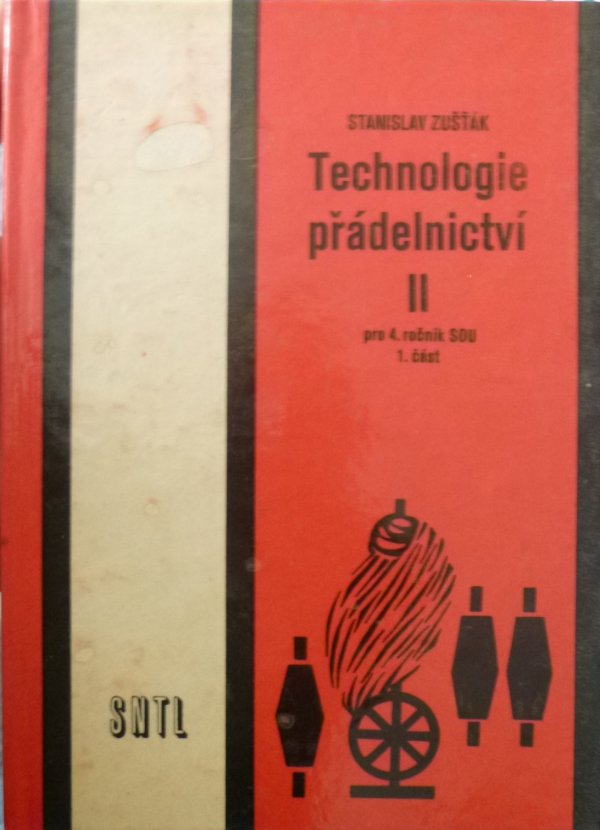 STANISLAV ZUŠŤÁK
Technologie
přádelnictví
II
pro 4. ročník SOU
1. část
SNTL